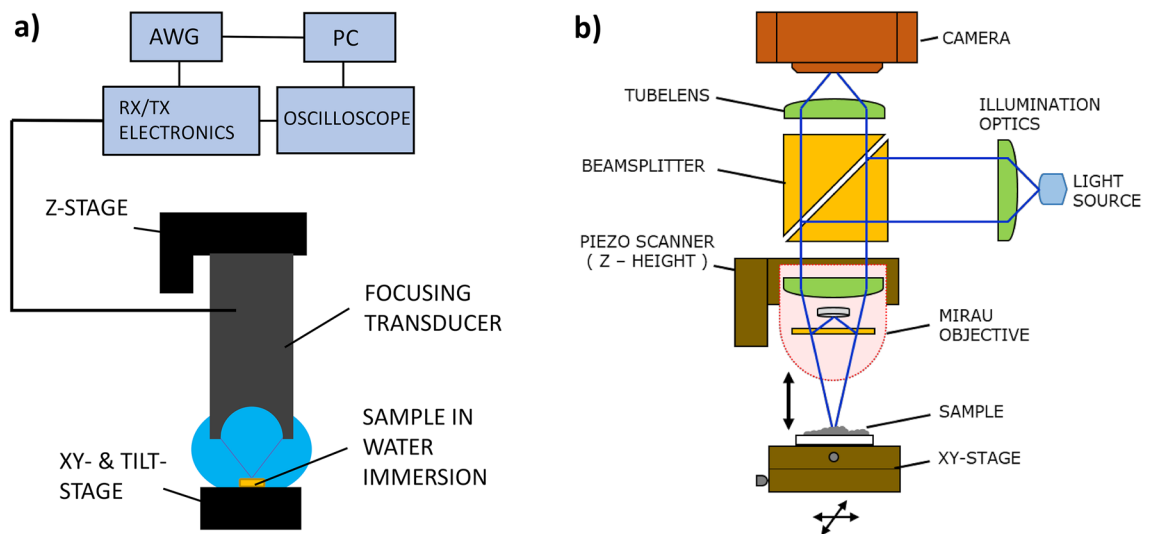 a)
AWG
PC
RX/TX
ELECTRONICS
OSCILLOSCOPE
Z-STAGE
FOCUSING
TRANSDUCER
SAMPLE IN
WATER
IMMERSION
XY- & TILT-
STAGE
b)
CAMERA
TUBELENS
ILLUMINATION
OPTICS
BEAMSPLITTER
LIGHT
SOURCE
PIEZO SCANNER
( Z – HEIGHT )
MIRAU
OBJECTIVE
SAMPLE
XY-STAGE